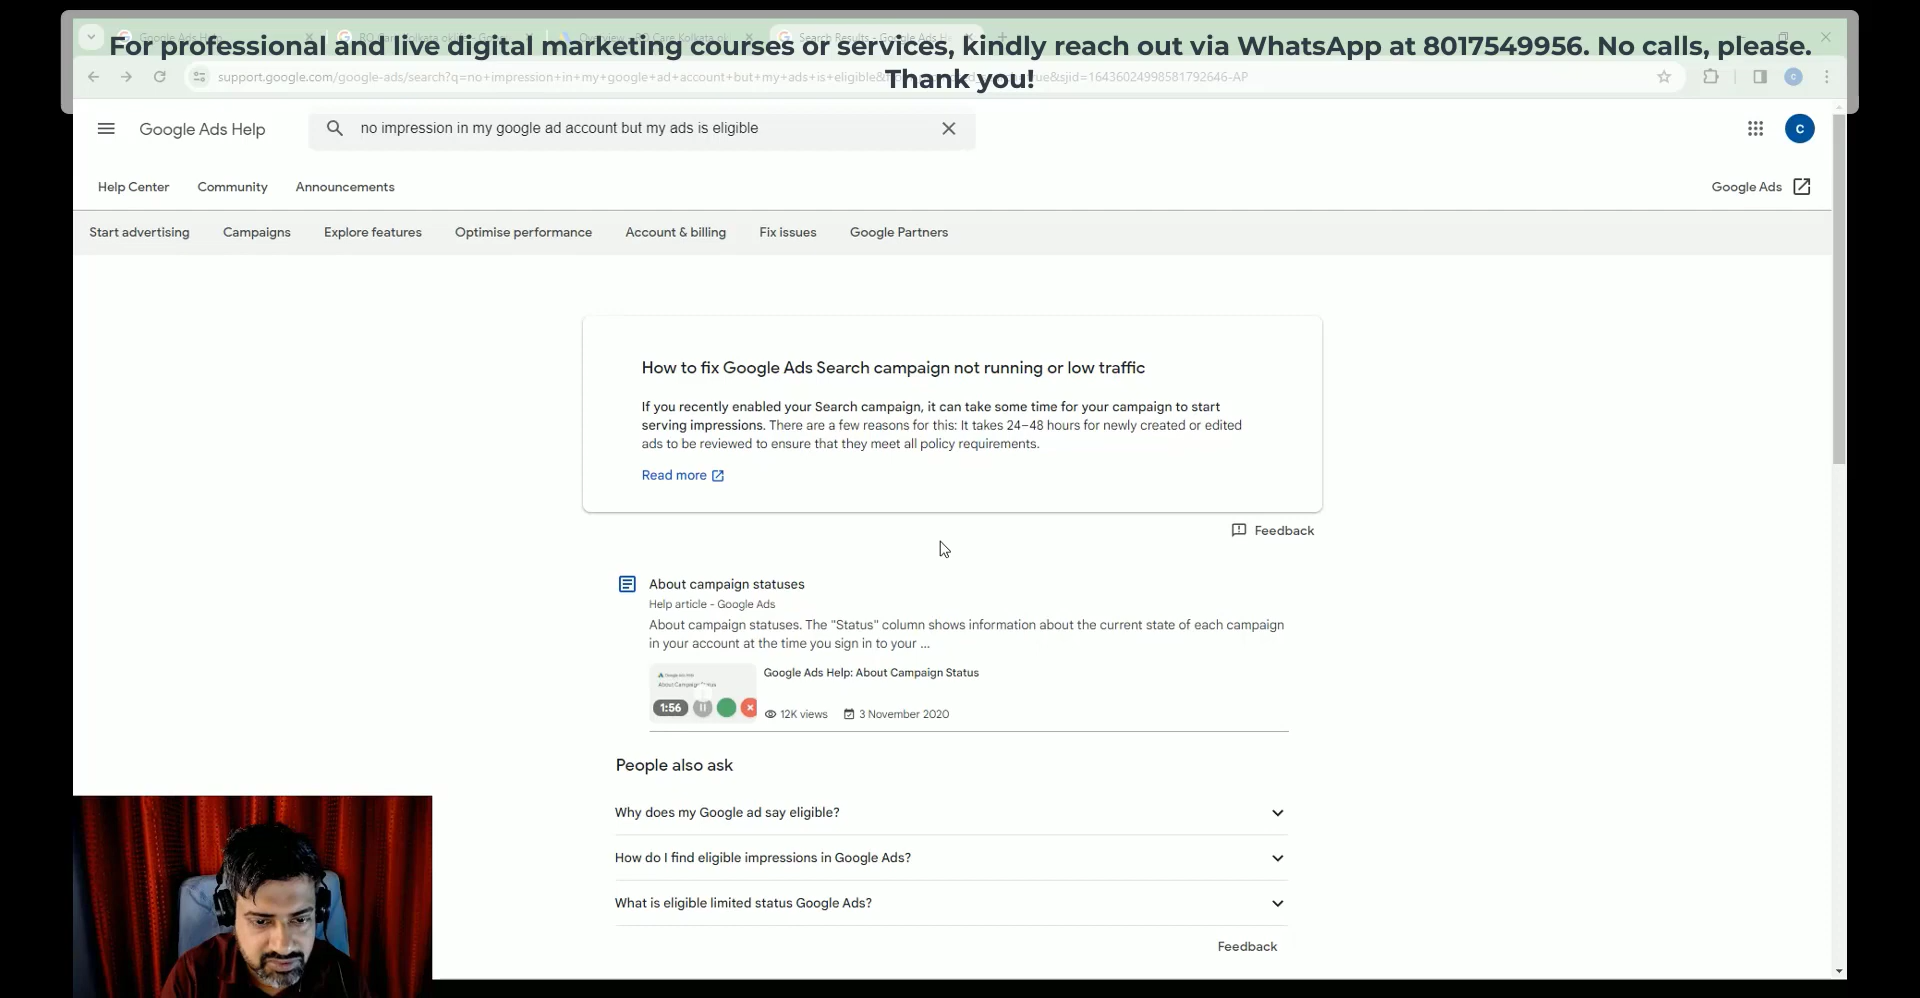 For professional and live digital marketing courses or services, kindly reach out via WhatsApp at 8017549956. No calls, please.
Thank you!
support.google.com/google-ads/search?q=no+impression+in+my+google+ad+account+but+my+ads+is+eligible&
ue&sjid=16436024998581792646-AP
C
Google Ads Help
no impression in my google ad account but my ads is eligible
C
Help Center
Community
Announcements
Google Ads
Start advertising
Campaigns
Explore features
Optimise performance
Account & billing
Fix issues
Google Partners
How to fix Google Ads Search campaign not running or low traffic
If you recently enabled your Search campaign, it can take some time for your campaign to start
serving impressions. There are a few reasons for this: It takes 24–48 hours for newly created or edited
ads to be reviewed to ensure that they meet all policy requirements.
Read more
Feedback
About campaign statuses
Help article - Google Ads
About campaign statuses. The "Status" column shows information about the current state of each campaign
in your account at the time you sign in to your ...
Google Ads Help: About Campaign Status
1:56
12K views
3 November 2020
People also ask
Why does my Google ad say eligible?
How do I find eligible impressions in Google Ads?
What is eligible limited status Google Ads?
Feedback